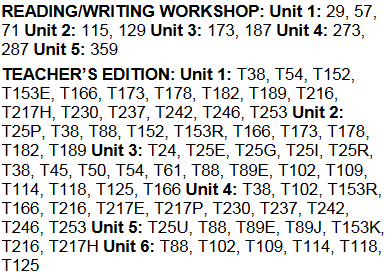 READING/WRITING WORKSHOP: Unit 1: 29, 57,
71 Unit 2: 115, 129 Unit 3: 173, 187 Unit 4: 273,
287 Unit 5: 359
TEACHER'S EDITION: Unit 1: T38, T54, T152,
T153E, T166, T173, T178, T182, T189, T216,
T217H, T230, T237, T242, T246, T253 Unit 2:
T25P, T38, T88, T152, T153R, T166, T173, T178,
T182, T189 Unit 3: T24, T25E, T25G, T25I, T25R,
T38, T45, T50, T54, T61, T88, T89E, T102, T109,
T114, T118, T125, T166 Unit 4: T38, T102, T153R,
T166, T216, T217E, T217P, T230, T237, T242,
T246, T253 Unit 5: T25U, T88, T89E, T89J, T153K,
T216, T217H Unit 6: T88, T102, T109, T114, T118,
T125